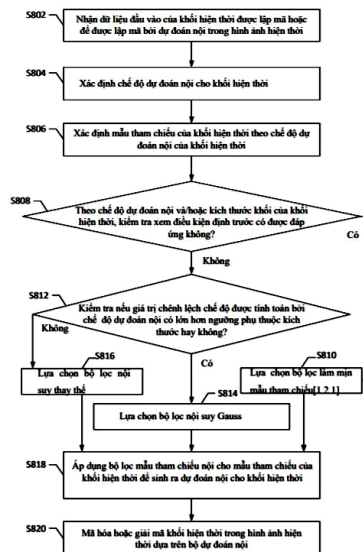 S802
Nhận dữ liệu đầu vào của khối hiện thời được lập mã hoặc
để được lập mã bởi dự đoán nội trong hình ảnh hiện thời
S804
Xác định chế độ dự đoán nội cho khối hiện thời
S806
Xác định mẫu tham chiếu của khối hiện thời theo chế độ dự
đoán nội của khối hiện thời
S808
Theo chế độ dự đoán nội và/hoặc kích thước khối của khối
hiện thời, kiểm tra xem điều kiện định trước có được đáp
ứng không?
Có
Không
S812
Kiểm tra nếu giá trị chênh lệch chế độ được tính toán bởi
chế độ dự đoán nội có lớn hơn ngưỡng phụ thuộc kích
thước hay không?
Không
Có
S816
Lựa chọn bộ lọc nội
suy thay thế
S810
Lựa chọn bộ lọc làm mịn
mẫu tham chiếu[1 2 1]
S814
Lựa chọn bộ lọc nội suy Gauss
S818
Áp dụng bộ lọc mẫu tham chiếu nội cho mẫu tham chiếu của
khối hiện thời để sinh ra dự đoán nội cho khối hiện thời
S820
Mã hóa hoặc giải mã khối hiện thời trong hình ảnh hiện
thời dựa trên bộ dự đoán nội